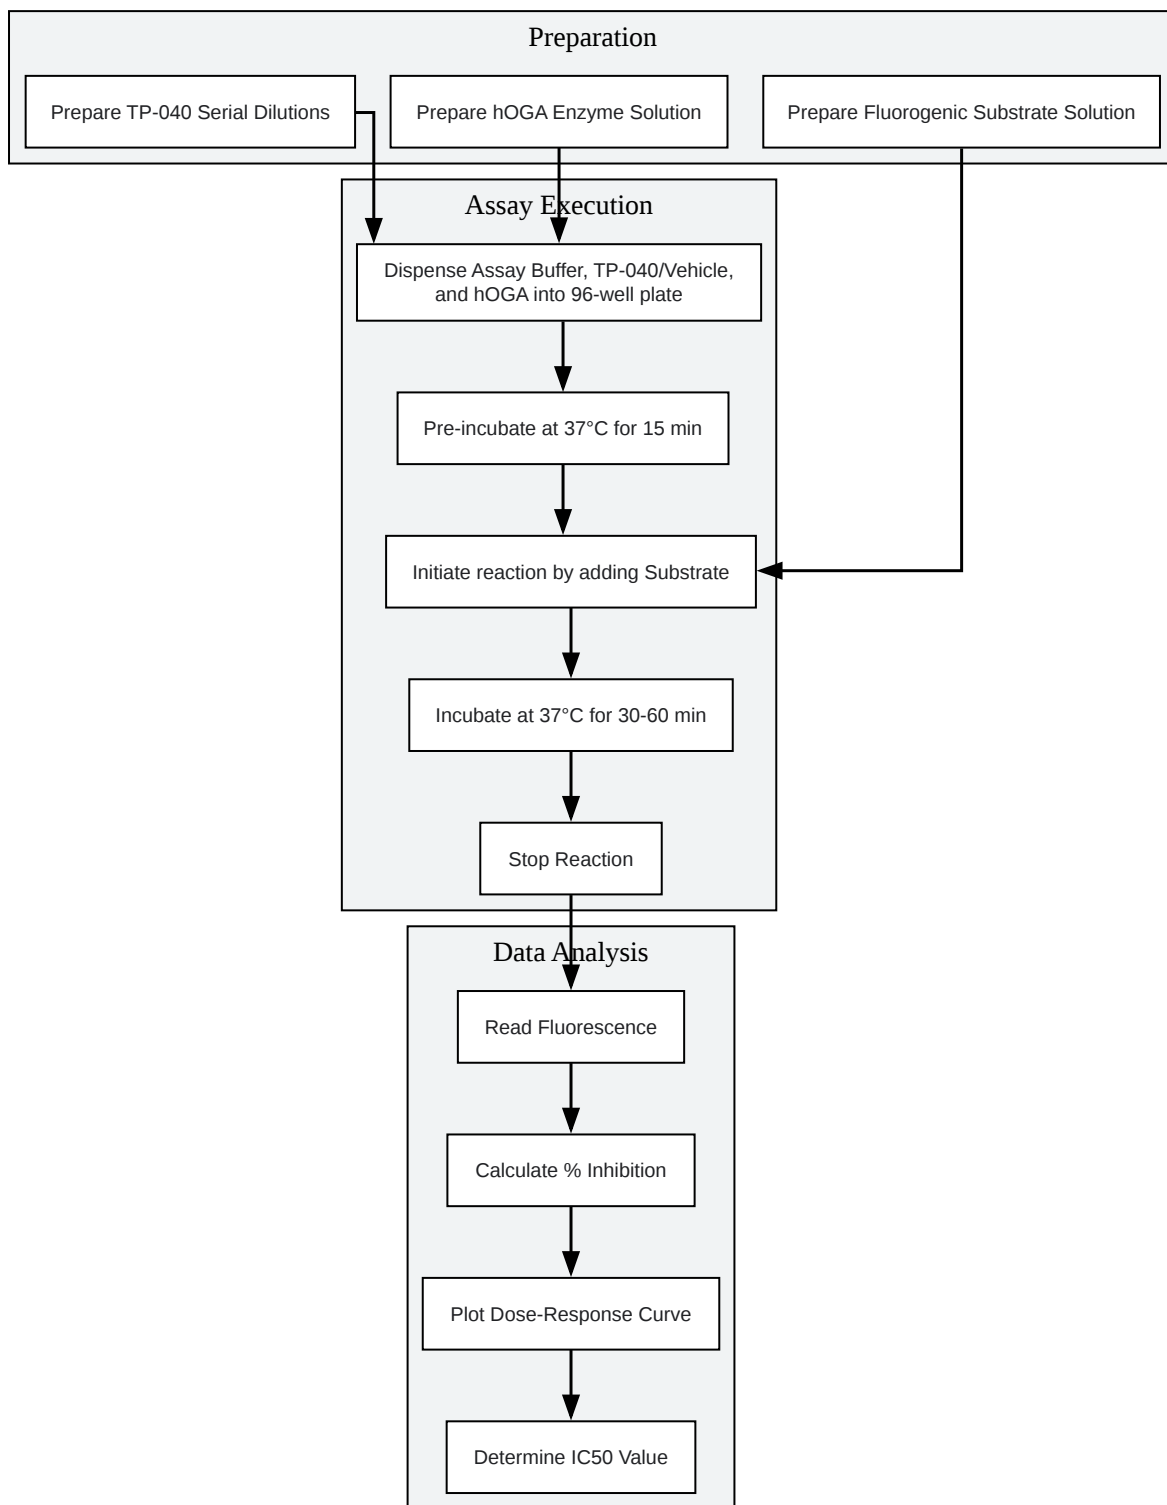 Preparation
Prepare TP-040 Serial Dilutions
Prepare hOGA Enzyme Solution
Prepare Fluorogenic Substrate Solution
Assay Execution
Dispense Assay Buffer, TP-040/Vehicle,
and hOGA into 96-well plate
Pre-incubate at 37°C for 15 min
Initiate reaction by adding Substrate
Incubate at 37°C for 30-60 min
Stop Reaction
Data Analysis
Read Fluorescence
Calculate % Inhibition
Plot Dose-Response Curve
Determine IC50 Value